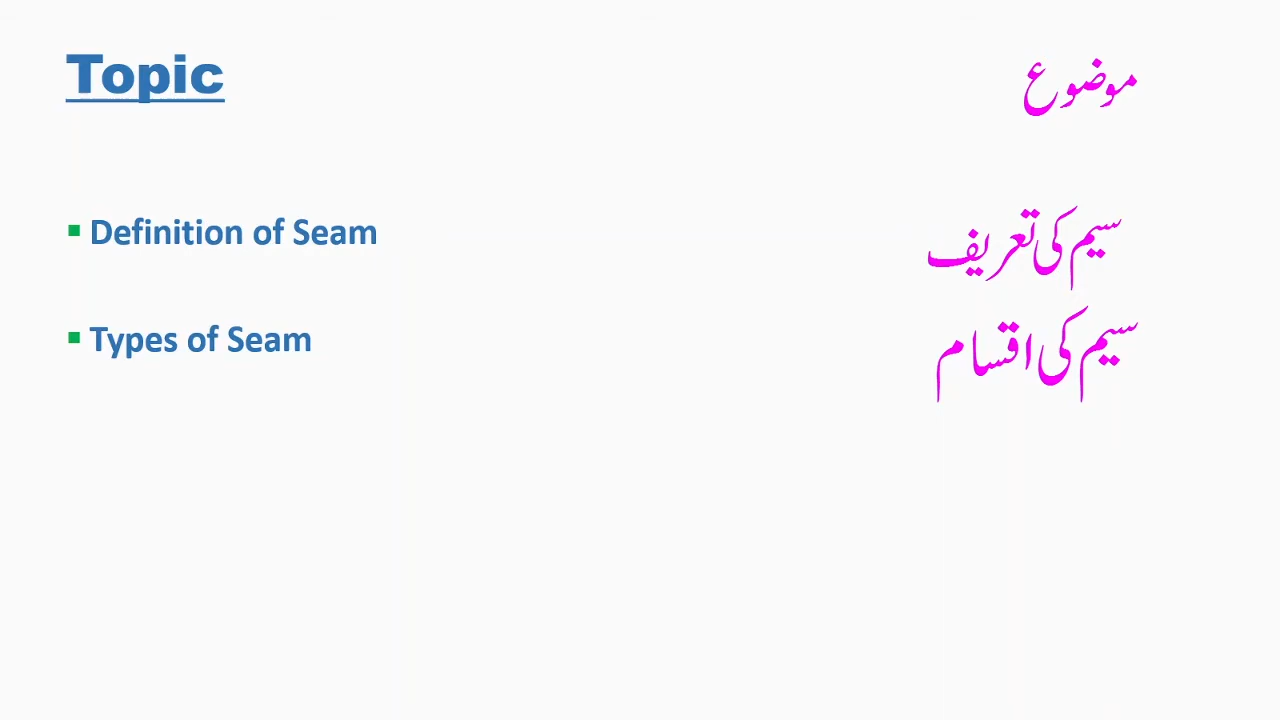 Topic
موضوع
Definition of Seam
سیم کی تعریف
Types of Seam
سیم کی اقسام